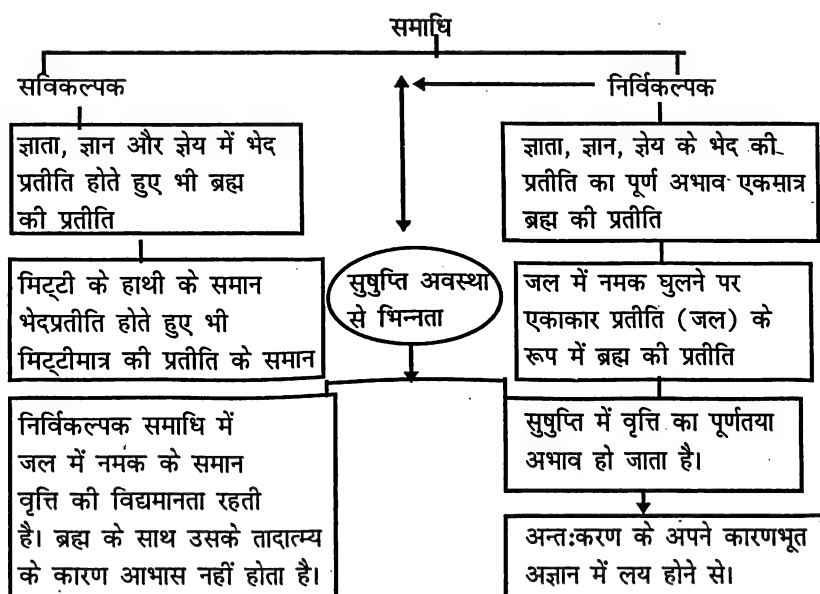 समाधि
सविकल्पक
निर्विकल्पक
ज्ञाता, ज्ञान और ज्ञेय में भेद
प्रतीति होते हुए भी ब्रह्म
की प्रतीति
ज्ञाता, ज्ञान, ज्ञेय के भेद की
प्रतीति का पूर्ण अभाव एकमात्र
ब्रह्म की प्रतीति
मिट्टी के हाथी के समान
भेदप्रतीति होते हुए भी
मिट्टीमात्र की प्रतीति के समान
सुषुप्ति अवस्था
से भिन्नता
जल में नमक घुलने पर
एकाकार प्रतीति (जल) के
रूप में ब्रह्म की प्रतीति
निर्विकल्पक समाधि में
जल में नमक के समान
वृत्ति की विद्यमानता रहती
है। ब्रह्म के साथ उसके तादात्म्य
के कारण आभास नहीं होता है।
सुषुप्ति में वृत्ति का पूर्णतया
अभाव हो जाता है।
अन्त:करण के अपने कारणभूत
अज्ञान में लय होने से।